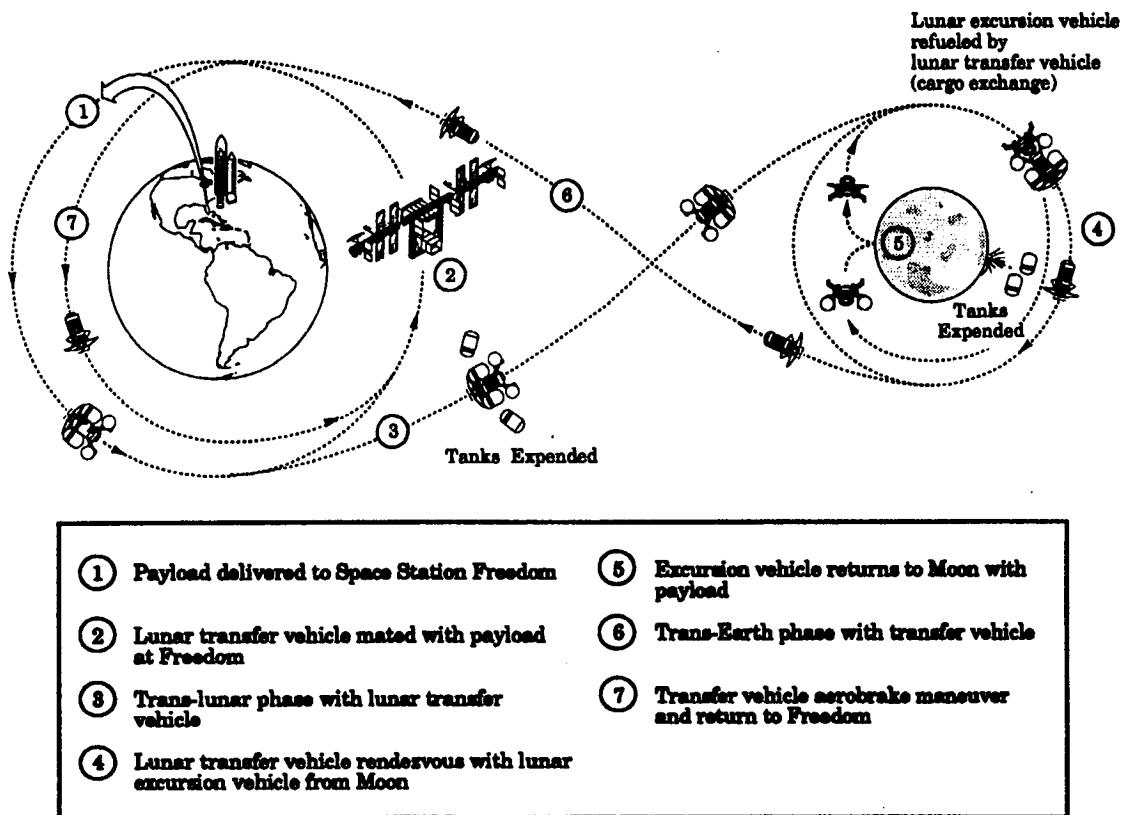 Lunar excursion vehicle
refueled by
lunar transfer vehicle
(cargo exchange)
1
7
2
6
3
5
4
Tanks
Expended
Tanks Expended
1 Payload delivered to Space Station Freedom
2 Lunar transfer vehicle mated with payload
at Freedom
3 Trans-lunar phase with lunar transfer
vehicle
4 Lunar transfer vehicle rendesvous with lunar
excursion vehicle from Moon
5 Excursion vehicle returns to Moon with
payload
6 Trans-Earth phase with transfer vehicle
7 Transfer vehicle aerobrake maneuver
and return to Freedom